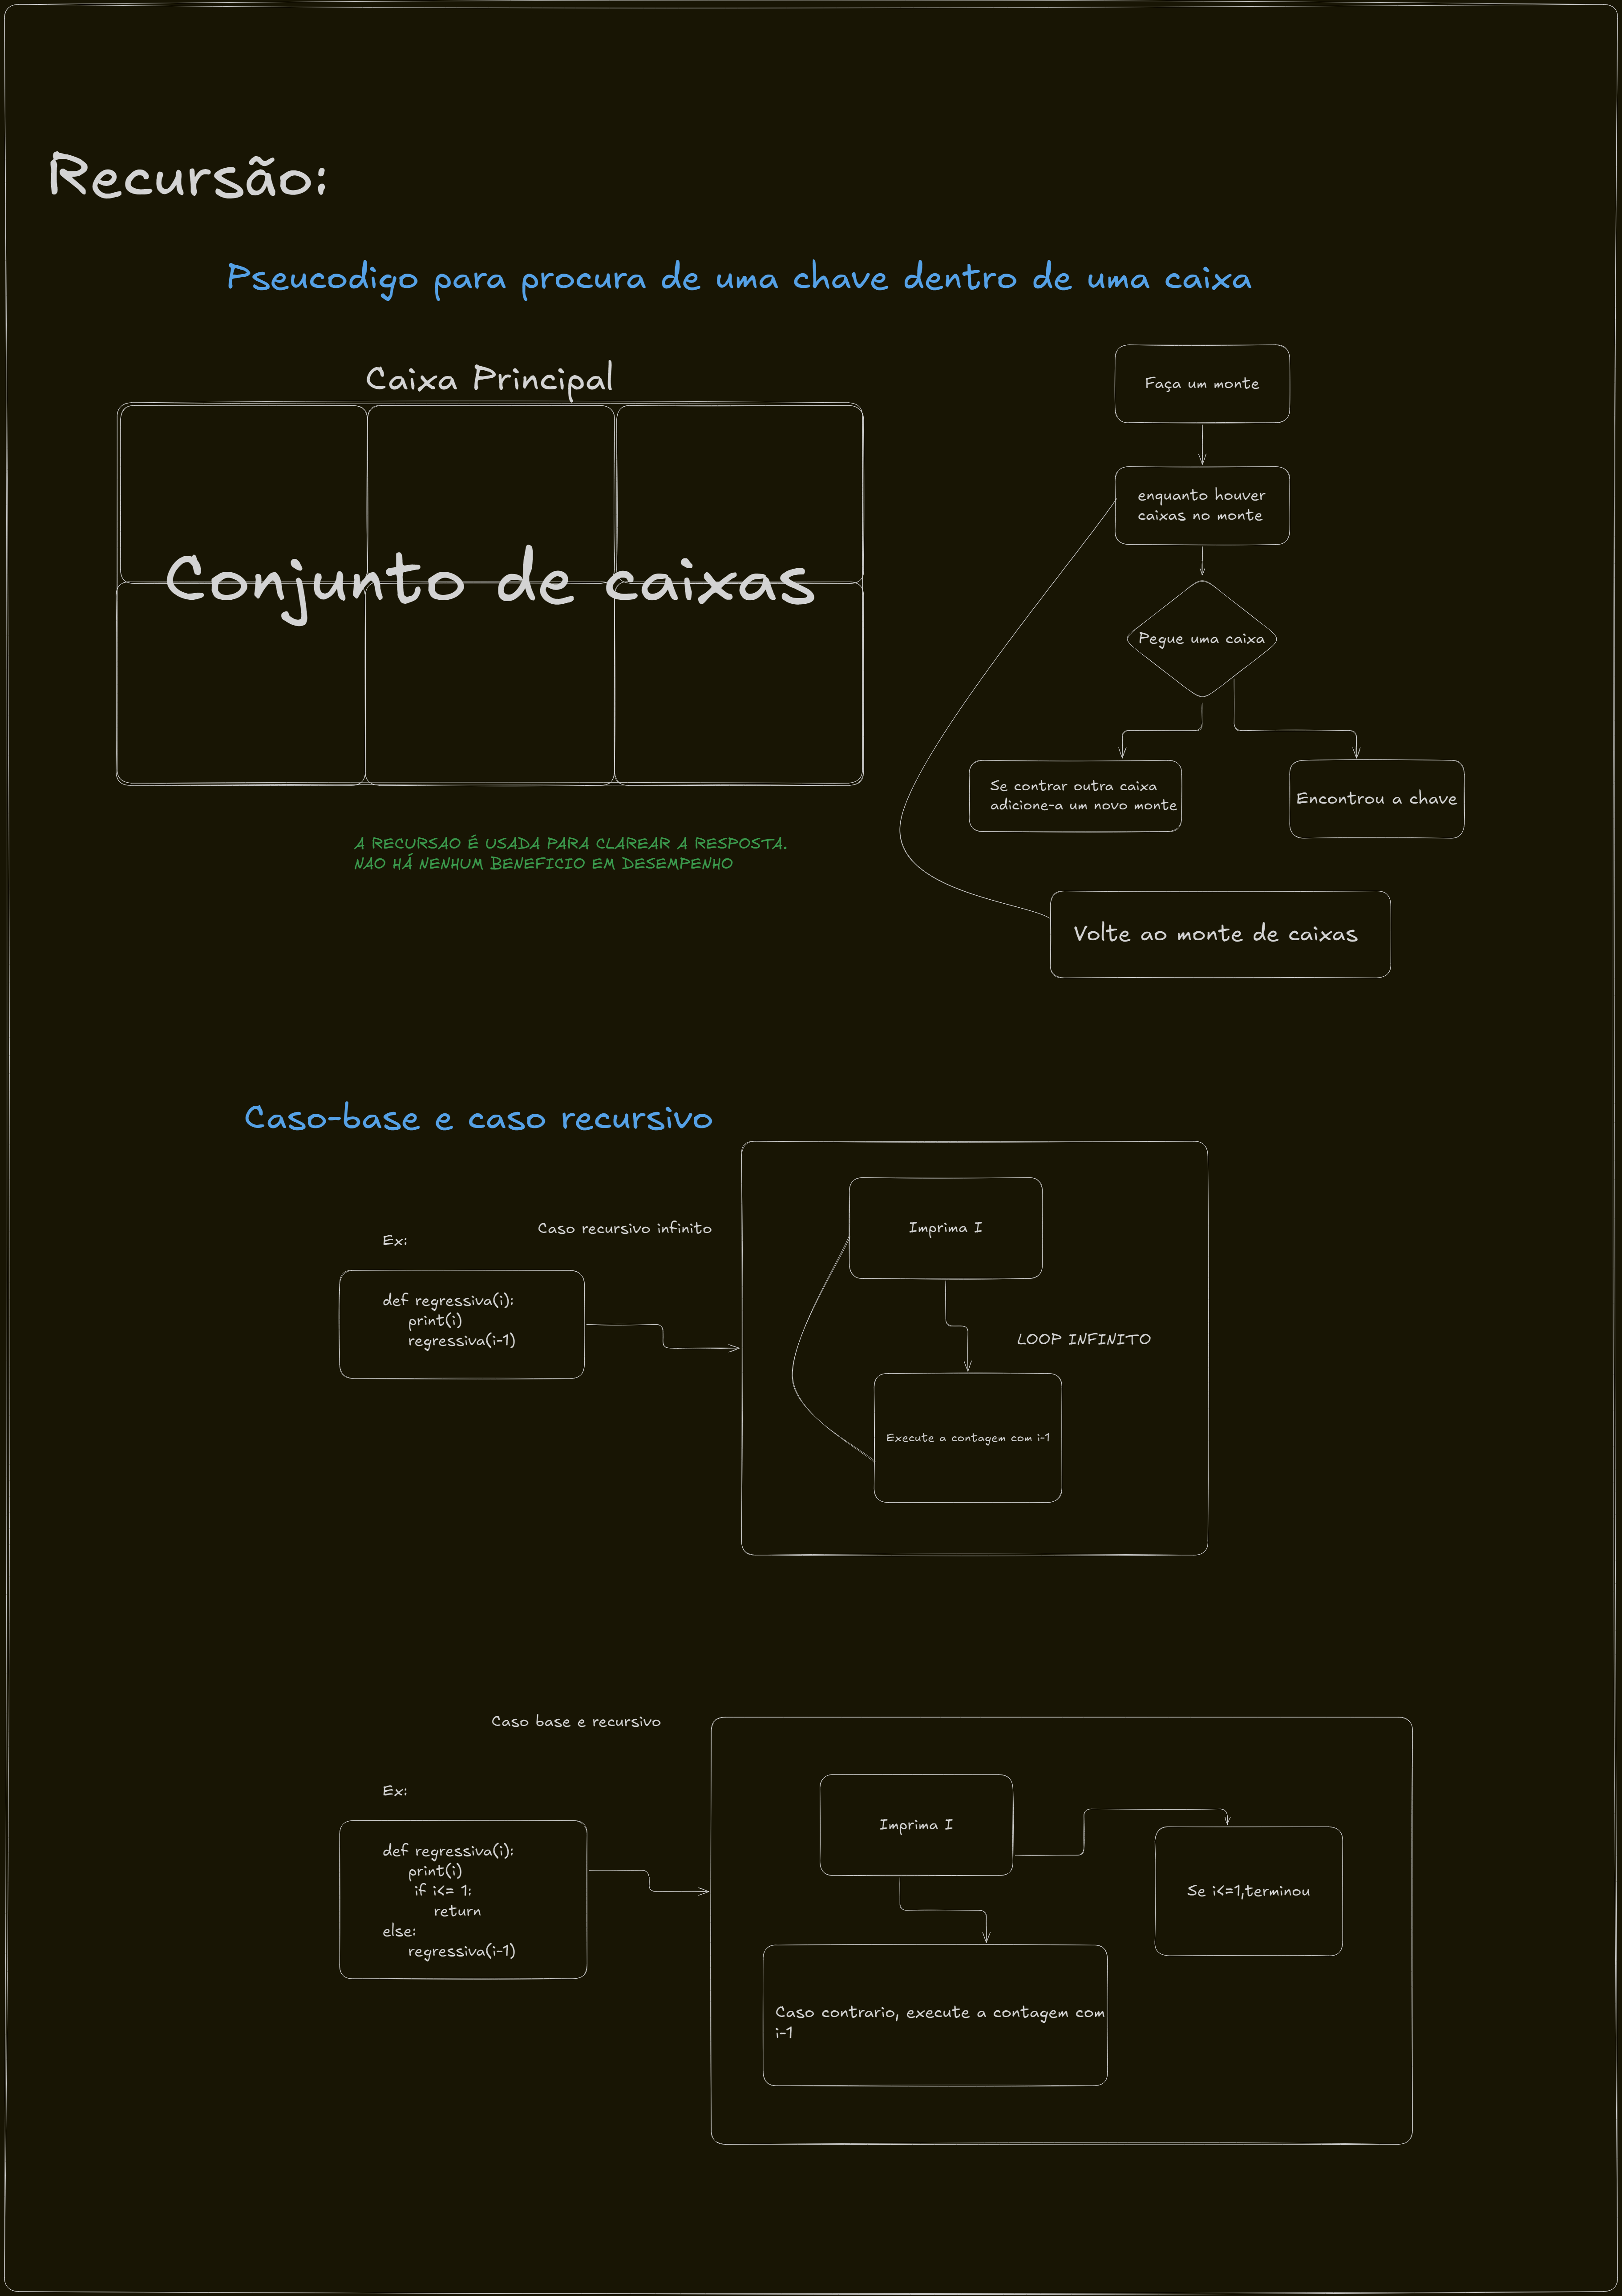 Recursão:
Pseucodigo para procura de uma chave dentro de uma caixa
Caixa Principal
Conjunto de caixas
A RECURSAO É USADA PARA CLAREAR A RESPOSTA.
NAO HÁ NENHUM BENEFICIO EM DESEMPENHO
Faça um monte
enquanto houver
caixas no monte
Pegue uma caixa
Se contrar outra caixa
adicione-a um novo monte
Encontrou a chave
Volte ao monte de caixas
Caso-base e caso recursivo
Caso recursivo infinito
Ex:
def regressiva(i):
print(i)
regressiva(i-1)
Imprima I
LOOP INFINITO
Execute a contagem com i-1
Caso base e recursivo
Ex:
def regressiva(i):
print(i)
if i<= 1:
return
else:
regressiva(i-1)
Imprima I
Se i<=1,terminou
Caso contrario, execute a contagem com
i-1